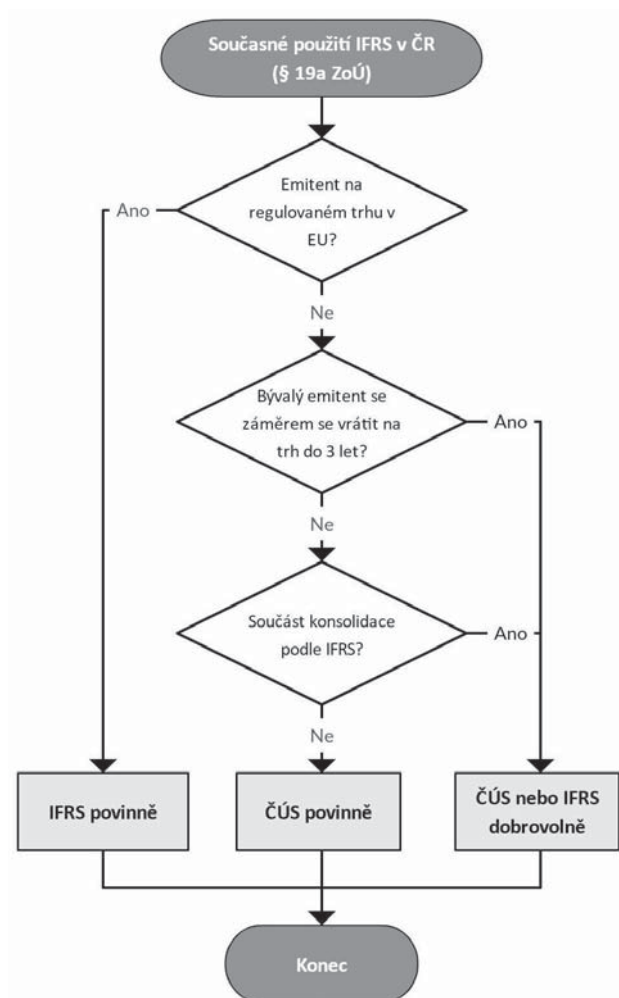 Současné použití IFRS v ČR
(§ 19a ZoÚ)
Emitent na
regulovaném trhu v
EU?
Ano
Ne
Bývalý emitent se
záměrem se vrátit na
trh do 3 let?
Ano
Ne
Součást konsolidace
podle IFRS?
Ano
Ne
IFRS povinně
ČÚS povinně
ČÚS nebo IFRS
dobrovolně
Konec